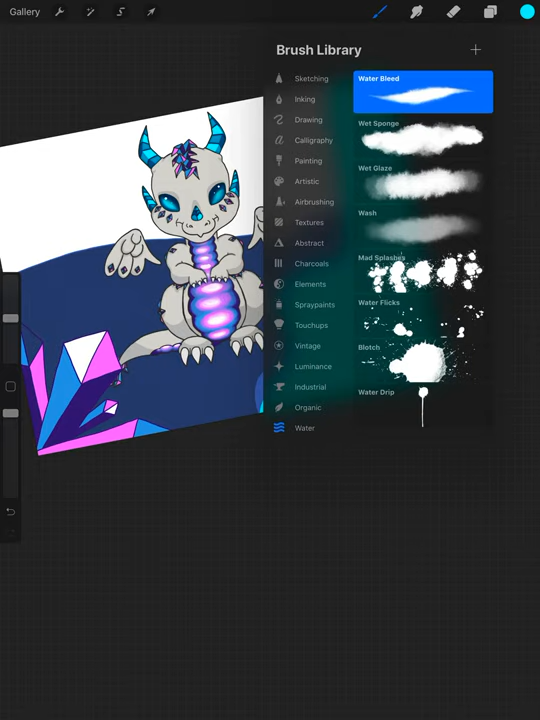 Gallery
Brush Library
Sketching
Inking
Drawing
Calligraphy
Painting
Artistic
Airbrushing
Textures
Abstract
Charcoals
Elements
Spraypaints
Touchups
Vintage
Luminance
Industrial
Organic
Water
Water Bleed
Wet Sponge
Wet Glaze
Wash
Mad Splashes
Water Flicks
Blotch
Water Drip